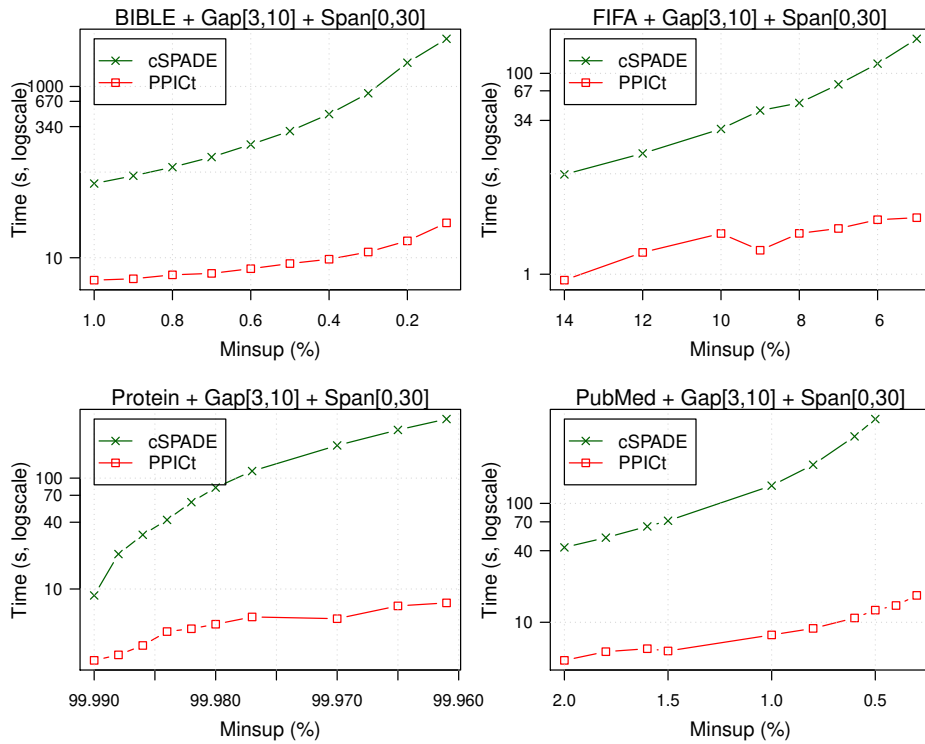 BIBLE + Gap[3,10] + Span[0,30]
Time (s, logscale)
1000
670
340
10
cSPADE
PPICt
1.0 0.8 0.6 0.4 0.2
Minsup (%)
FIFA + Gap[3,10] + Span[0,30]
Time (s, logscale)
100
67
34
1
cSPADE
PPICt
14 12 10 8 6
Minsup (%)
Protein + Gap[3,10] + Span[0,30]
Time (s, logscale)
100
70
40
10
cSPADE
PPICt
99.990 99.980 99.970 99.960
Minsup (%)
PubMed + Gap[3,10] + Span[0,30]
Time (s, logscale)
100
70
40
10
cSPADE
PPICt
2.0 1.5 1.0 0.5
Minsup (%)